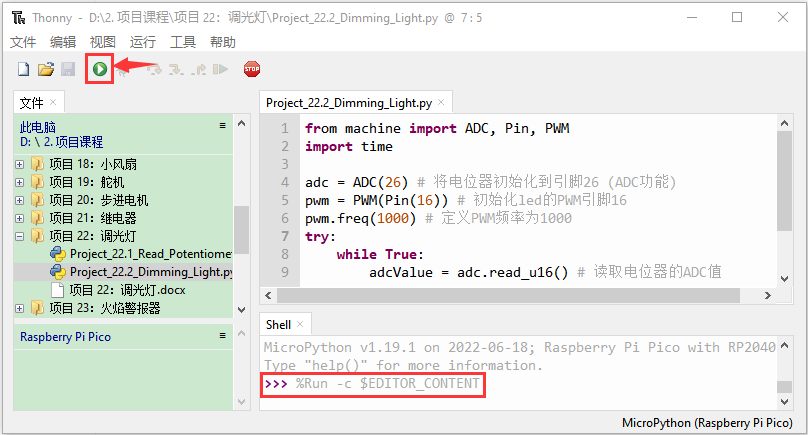 Thonny - D:\2. 项目课程\项目 22：调光灯\Project_22.2_Dimming_Light.py @ 7 : 5
文件 编辑 视图 运行 工具 帮助
STOP
文件 ×
此电脑
D: \ 2. 项目课程
项目 18：小风扇
项目 19：舵机
项目 20：步进电机
项目 21：继电器
项目 22：调光灯
Project_22.1_Read_Potentiome
Project_22.2_Dimming_Light.py
项目 22：调光灯.docx
项目 23：火焰警报器
Raspberry Pi Pico
Project_22.2_Dimming_Light.py ×
1 from machine import ADC, Pin, PWM
2 import time
3
4 adc = ADC(26) # 将电位器初始化到引脚26 (ADC功能)
5 pwm = PWM(Pin(16)) # 初始化led的PWM引脚16
6 pwm.freq(1000) # 定义PWM频率为1000
7 try:
8 while True:
9 adcValue = adc.read_u16() # 读取电位器的ADC值
Shell ×
MicroPython v1.19.1 on 2022-06-18; Raspberry Pi Pico with RP2040
Type "help()" for more information.
>>> %Run -c $EDITOR_CONTENT
MicroPython (Raspberry Pi Pico)